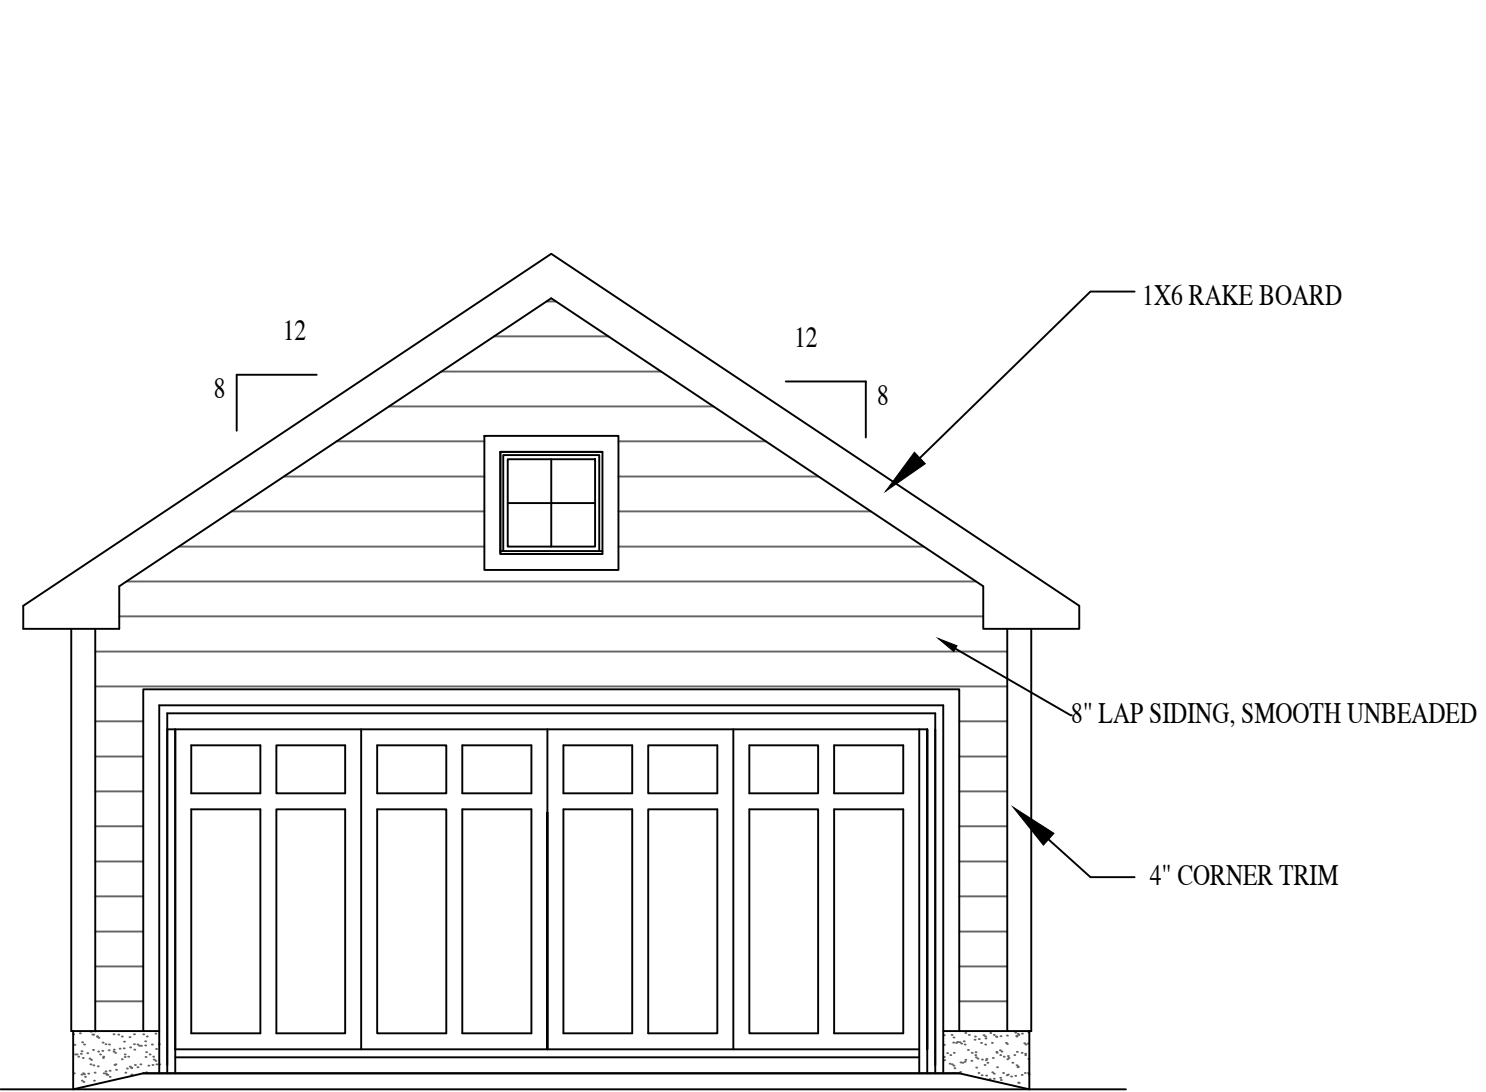 1X6 RAKE BOARD
12
12
8
8
8" LAP SIDING, SMOOTH UNBEADED
4" CORNER TRIM